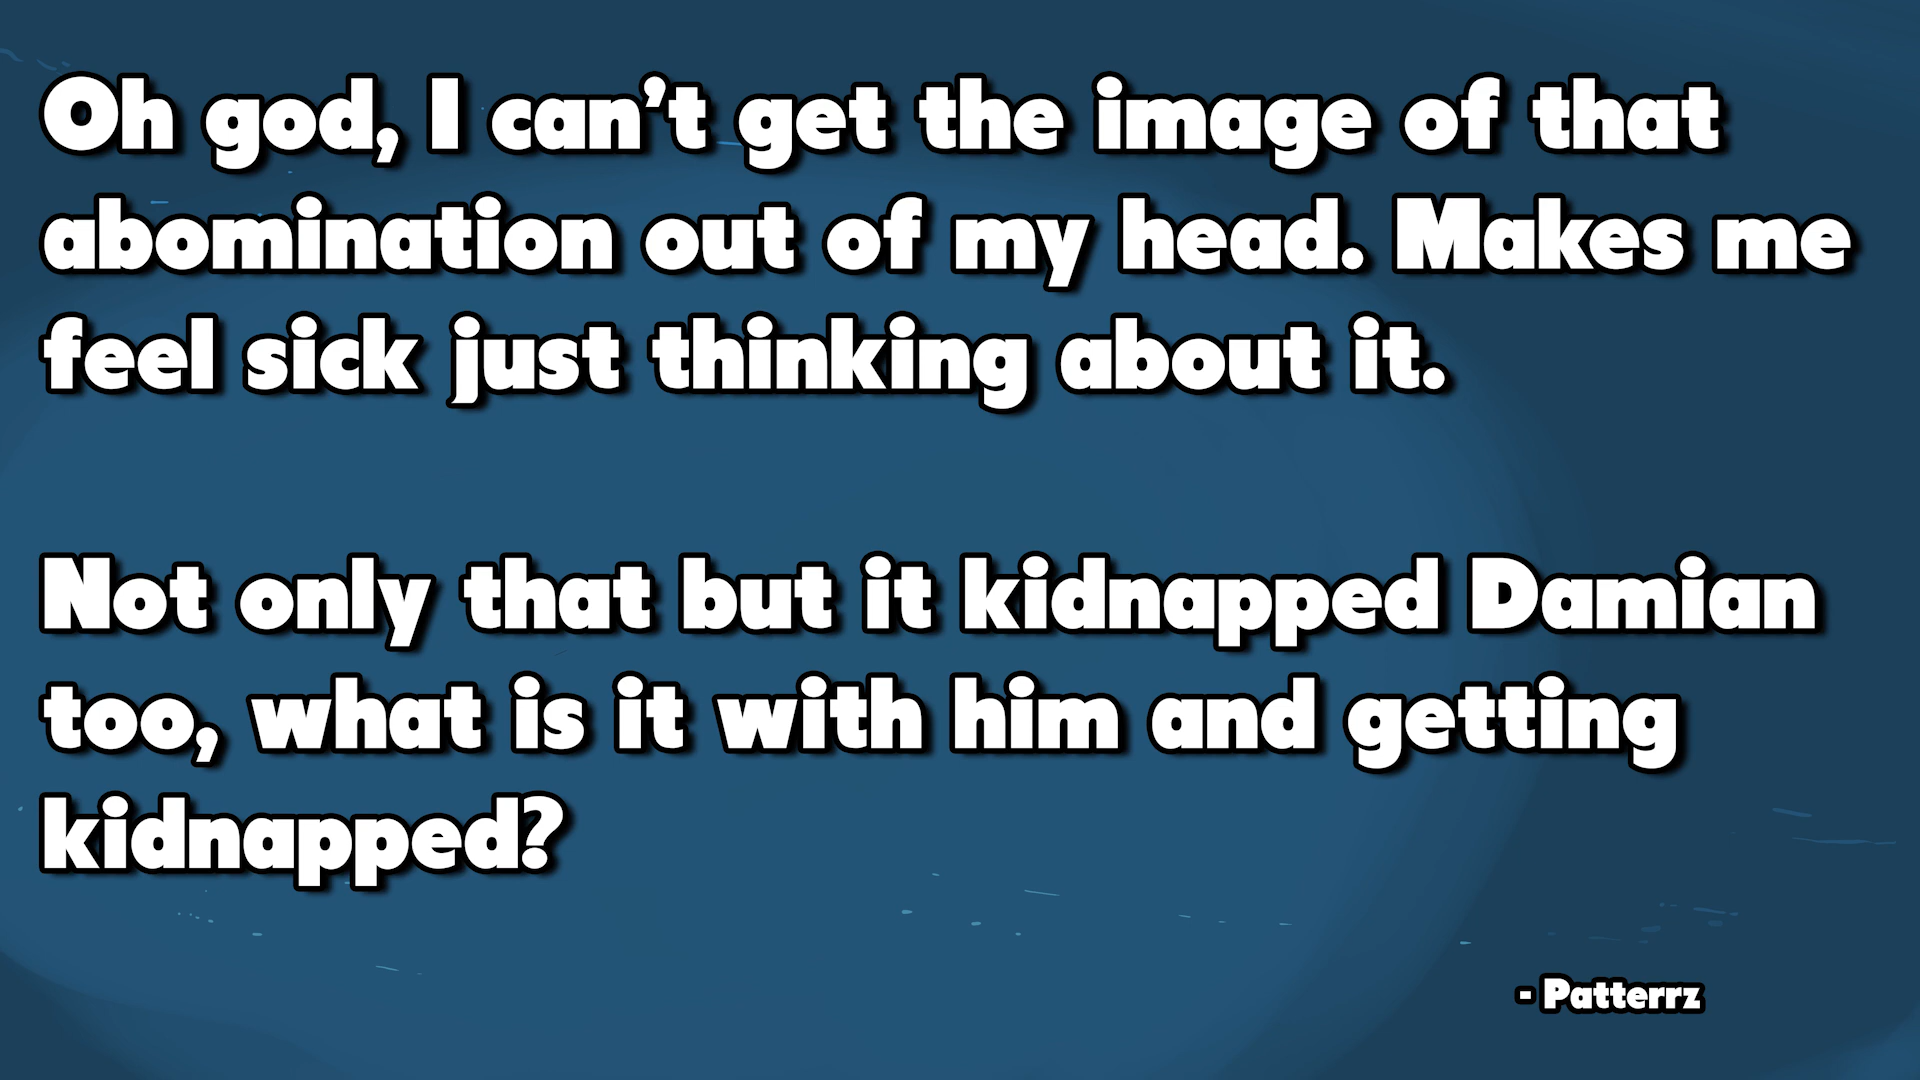 Oh god, I can’t get the image of that
abomination out of my head. Makes me
feel sick just thinking about it.
Not only that but it kidnapped Damian
too, what is it with him and getting
kidnapped?
- Patterrz